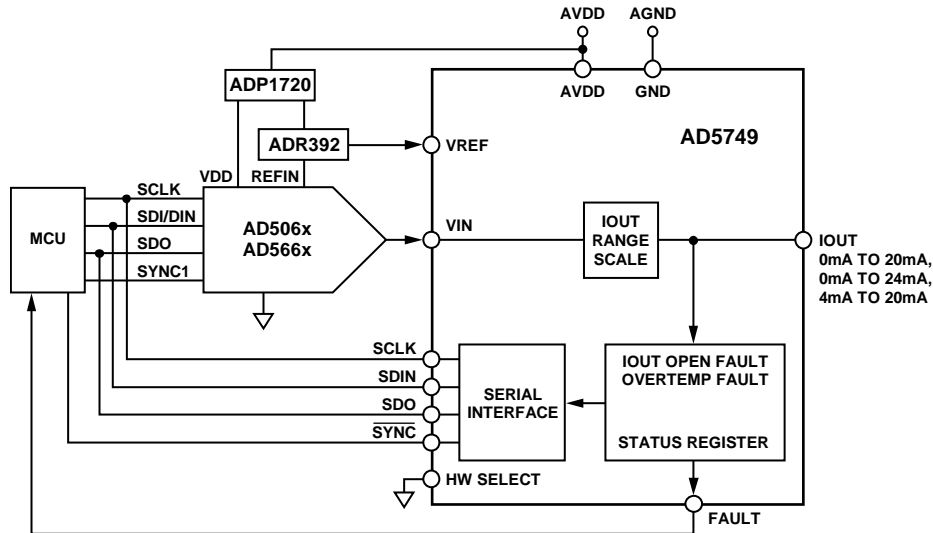 AVDD
AGND
ADP1720
AVDD
GND
ADR392
VREF
AD5749
VDD
REFIN
SCLK
SDI/DIN
SDO
SYNC1
MCU
AD506x
AD566x
VIN
IOUT
RANGE
SCALE
IOUT
0mA TO 20mA,
0mA TO 24mA,
4mA TO 20mA
SCLK
SDIN
SDO
SYNC
SERIAL
INTERFACE
IOUT OPEN FAULT
OVERTEMP FAULT
STATUS REGISTER
HW SELECT
FAULT